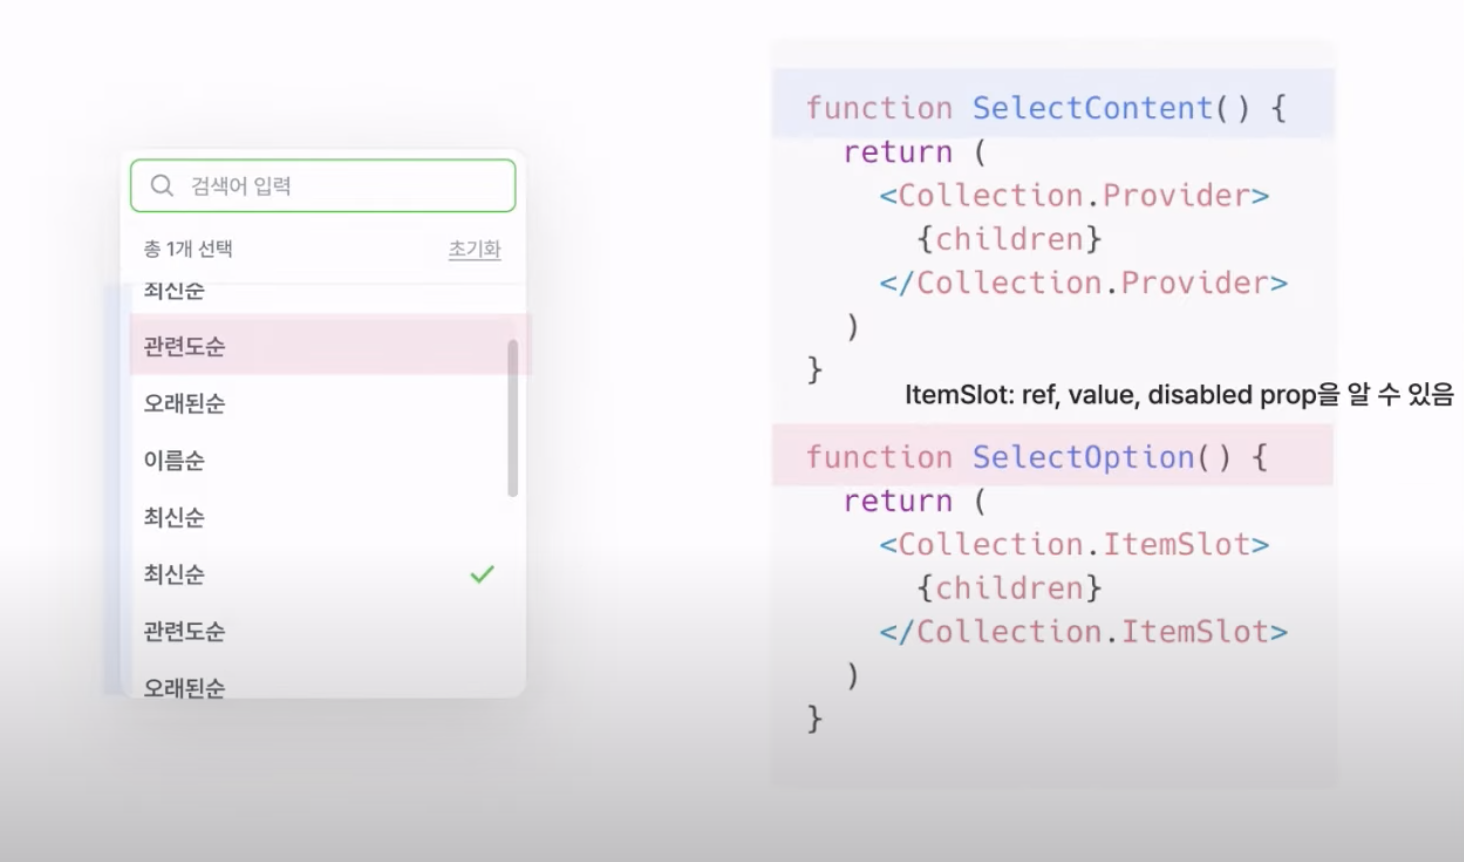 검색어 입력
총 1개 선택 초기화
최신순
관련도순
오래된순
이름순
최신순
최신순
관련도순
오래된순
function SelectContent() {
return (
<Collection.Provider>
{children}
</Collection.Provider>
)
}
ItemSlot: ref, value, disabled prop을 알 수 있음
function SelectOption() {
return (
<Collection.ItemSlot>
{children}
</Collection.ItemSlot>
)
}